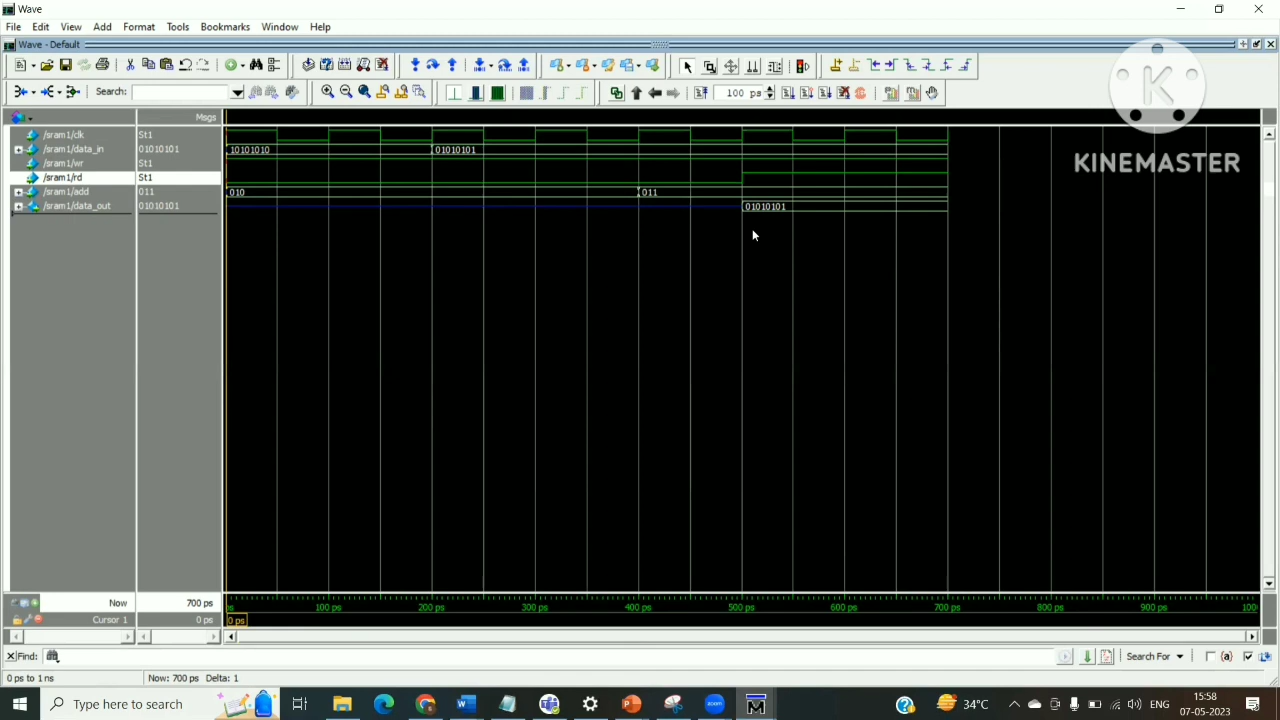 Wave
File Edit View Add Format Tools Bookmarks Window Help
Wave - Default
Search: 100 ps
KINEMASTER
Msgs
/sram1/clk St1
/sram1/data_in 01010101 10101010 01010101
/sram1/wr St1
/sram1/rd St1
/sram1/add 011 010 011
/sram1/data_out 01010101 01010101
Now 700 ps ps 100 ps 200 ps 300 ps 400 ps 500 ps 600 ps 700 ps 800 ps 900 ps 100
Cursor 1 0 ps 0 ps
Find: Search For {a}
0 ps to 1 ns Now: 700 ps Delta: 1
Type here to search zoom 34°C ENG 15:58
07-05-2023